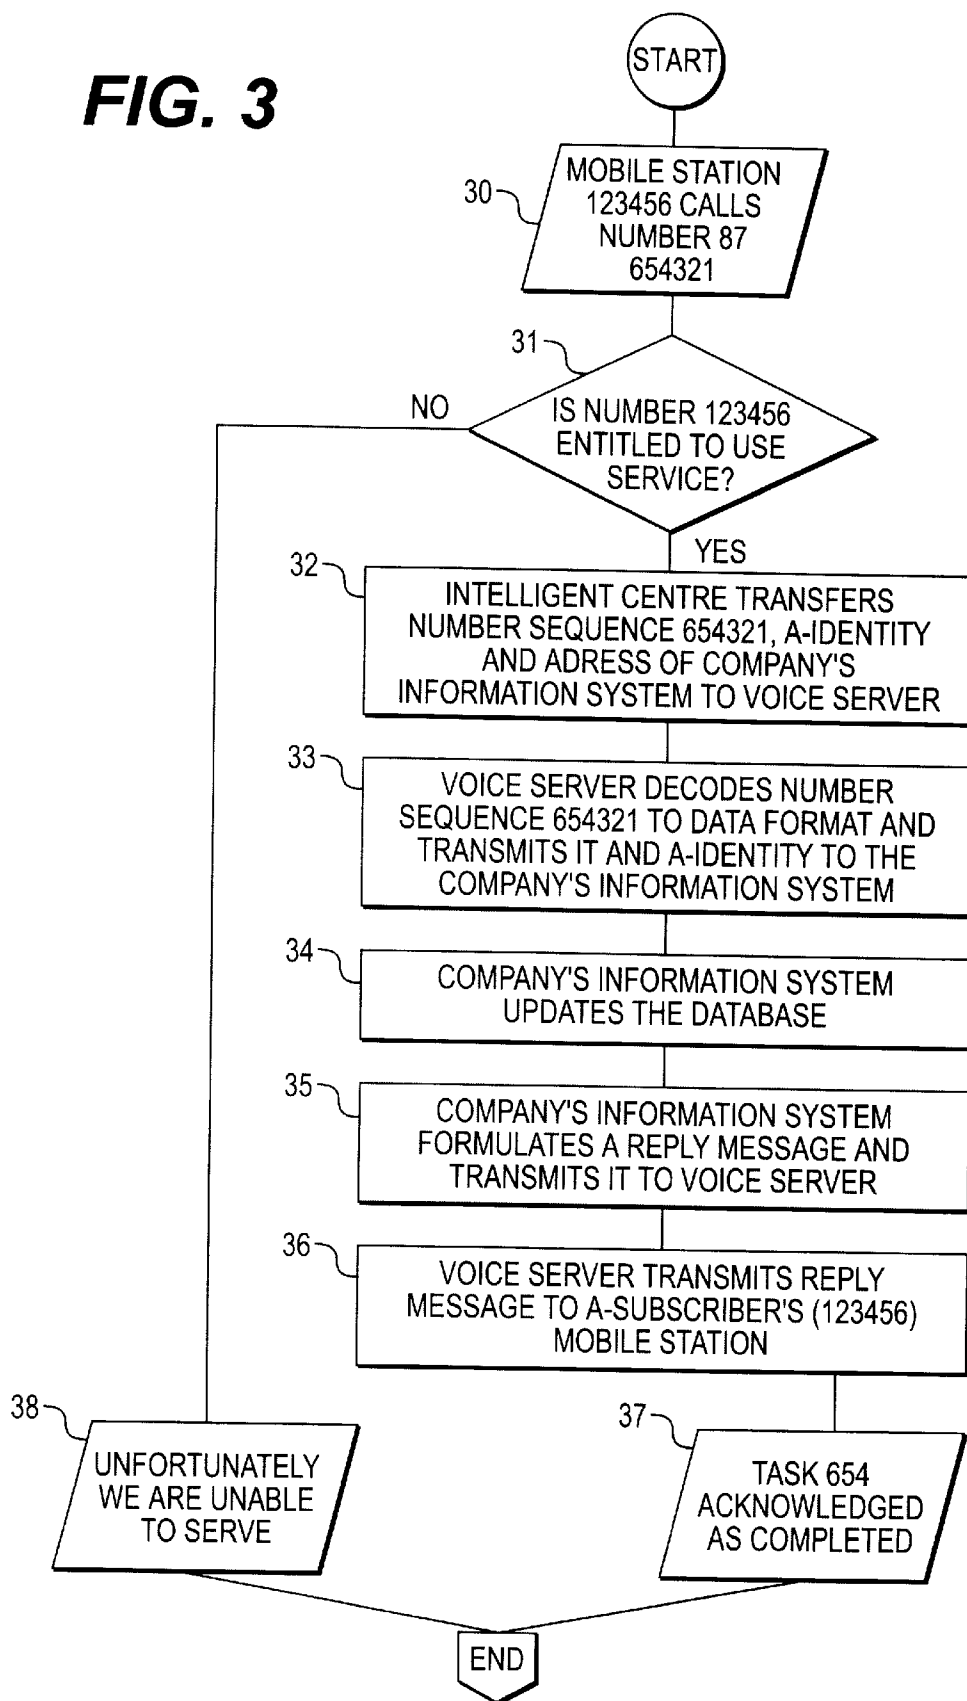 FIG. 3
START
30
MOBILE STATION
123456 CALLS
NUMBER 87
654321
31
IS NUMBER 123456
ENTITLED TO USE
SERVICE?
NO
YES
32
INTELLIGENT CENTRE TRANSFERS
NUMBER SEQUENCE 654321, A-IDENTITY
AND ADRESS OF COMPANY'S
INFORMATION SYSTEM TO VOICE SERVER
33
VOICE SERVER DECODES NUMBER
SEQUENCE 654321 TO DATA FORMAT AND
TRANSMITS IT AND A-IDENTITY TO THE
COMPANY'S INFORMATION SYSTEM
34
COMPANY'S INFORMATION SYSTEM
UPDATES THE DATABASE
35
COMPANY'S INFORMATION SYSTEM
FORMULATES A REPLY MESSAGE AND
TRANSMITS IT TO VOICE SERVER
36
VOICE SERVER TRANSMITS REPLY
MESSAGE TO A-SUBSCRIBER'S (123456)
MOBILE STATION
38
UNFORTUNATELY
WE ARE UNABLE
TO SERVE
37
TASK 654
ACKNOWLEDGED
AS COMPLETED
END